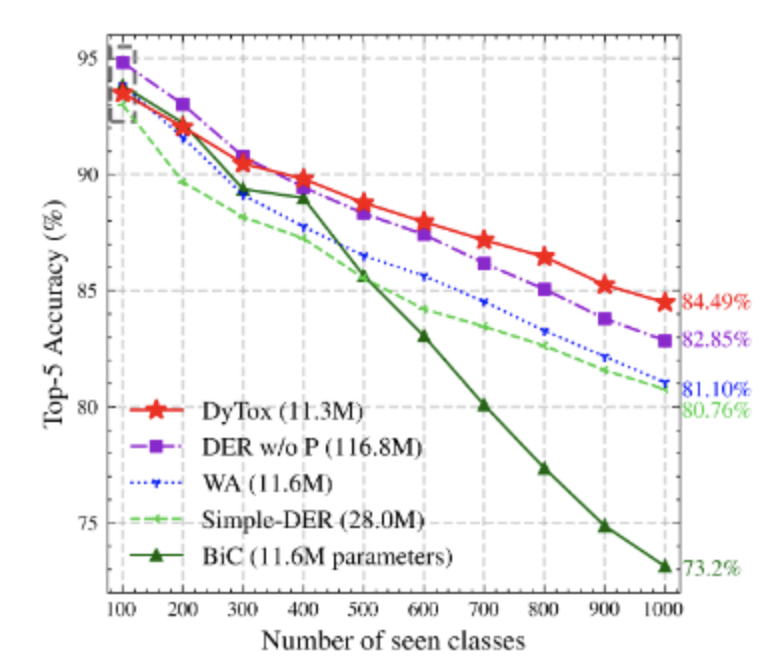 95
90
85
80
75
Top-5 Accuracy (%)
84.49%
82.85%
81.10%
80.76%
73.2%
DyTox (11.3M)
DER w/o P (116.8M)
WA (11.6M)
Simple-DER (28.0M)
BiC (11.6M parameters)
100 200 300 400 500 600 700 800 900 1000
Number of seen classes